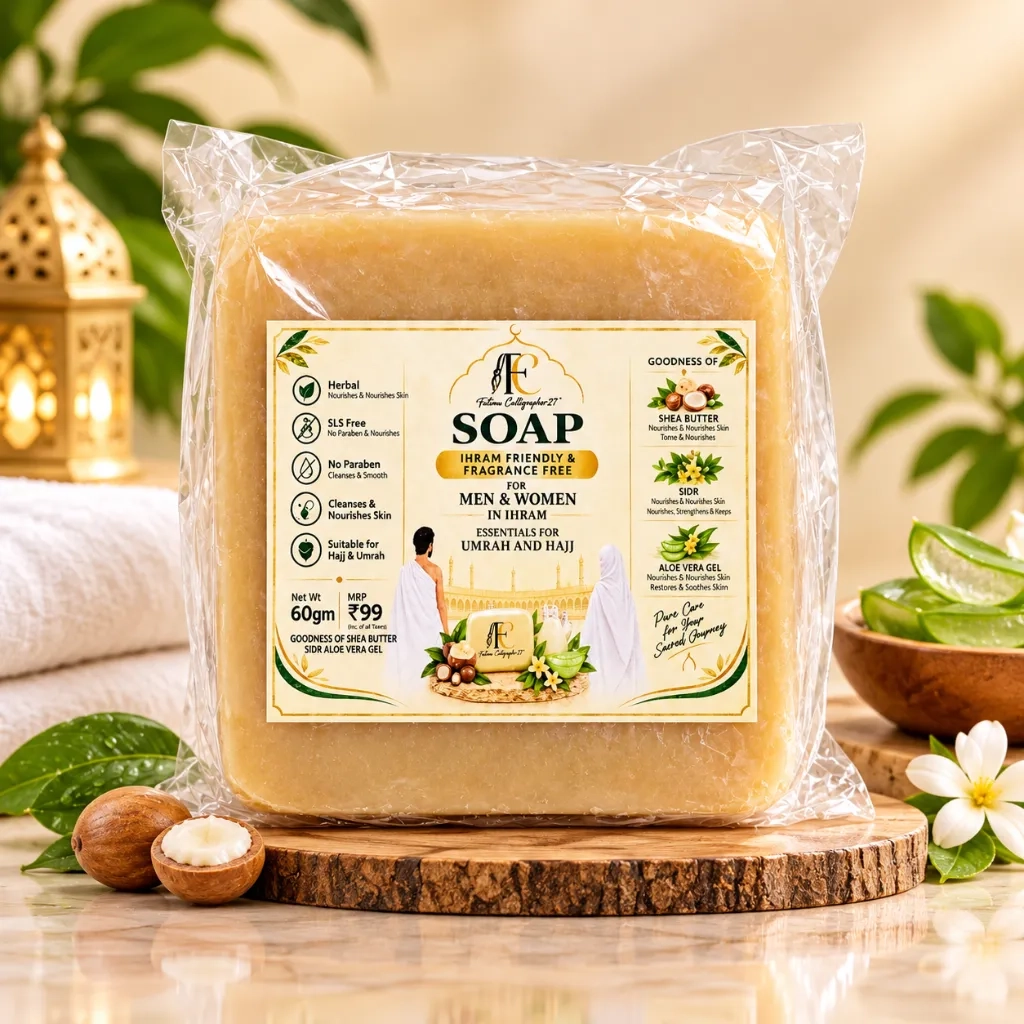 Herbal
Nourishes & Nourishes Skin
SLS Free
No Paraben & Nourishes
No Paraben
Cleanses & Smooth
Cleanses &
Nourishes Skin
Suitable for
Hajj & Umrah
Net Wt
60gm
MRP
₹99
(Inc. of all Taxes)
GOODNESS OF SHEA BUTTER
SIDR ALOE VERA GEL
FC
Fatima Calligrapher27
SOAP
IHRAM FRIENDLY &
FRAGRANCE FREE
FOR
MEN & WOMEN
IN IHRAM
ESSENTIALS FOR
UMRAH AND HAJJ
FC
Fatima Calligrapher27
GOODNESS OF
SHEA BUTTER
Nourishes & Nourishes Skin
Tome & Nourishes
SIDR
Nourishes & Nourishes Skin
Nourishes, Strengthens & Keeps
ALOE VERA GEL
Nourishes & Nourishes Skin
Restores & Soothes Skin
Pure Care
for Your
Sacred Journey